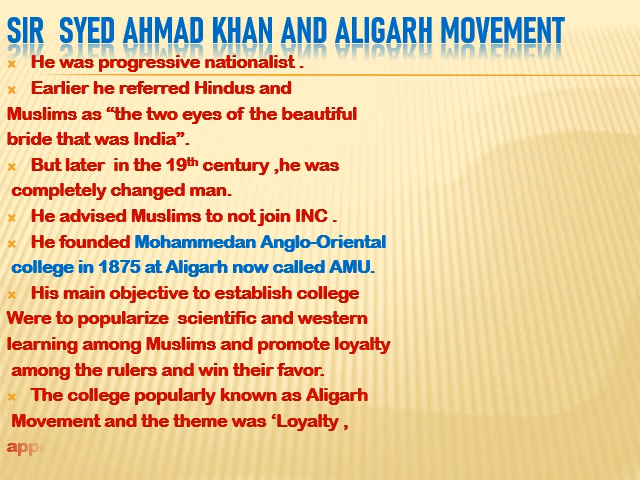 SIR SYED AHMAD KHAN AND ALIGARH MOVEMENT
He was progressive nationalist .
Earlier he referred Hindus and
Muslims as “the two eyes of the beautiful
bride that was India”.
But later in the 19th century ,he was
completely changed man.
He advised Muslims to not join INC .
He founded Mohammedan Anglo-Oriental
college in 1875 at Aligarh now called AMU.
His main objective to establish college
Were to popularize scientific and western
learning among Muslims and promote loyalty
among the rulers and win their favor.
The college popularly known as Aligarh
Movement and the theme was ‘Loyalty ,